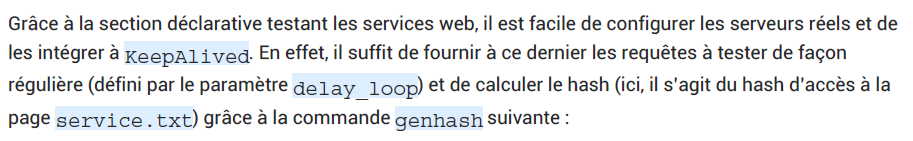 Grâce à la section déclarative testant les services web, il est facile de configurer les serveurs réels et de
les intégrer à KeepAlived. En effet, il suffit de fournir à ce dernier les requêtes à tester de façon
régulière (défini par le paramètre delay_loop) et de calculer le hash (ici, il s'agit du hash d'accès à la
page service.txt) grâce à la commande genhash suivante :